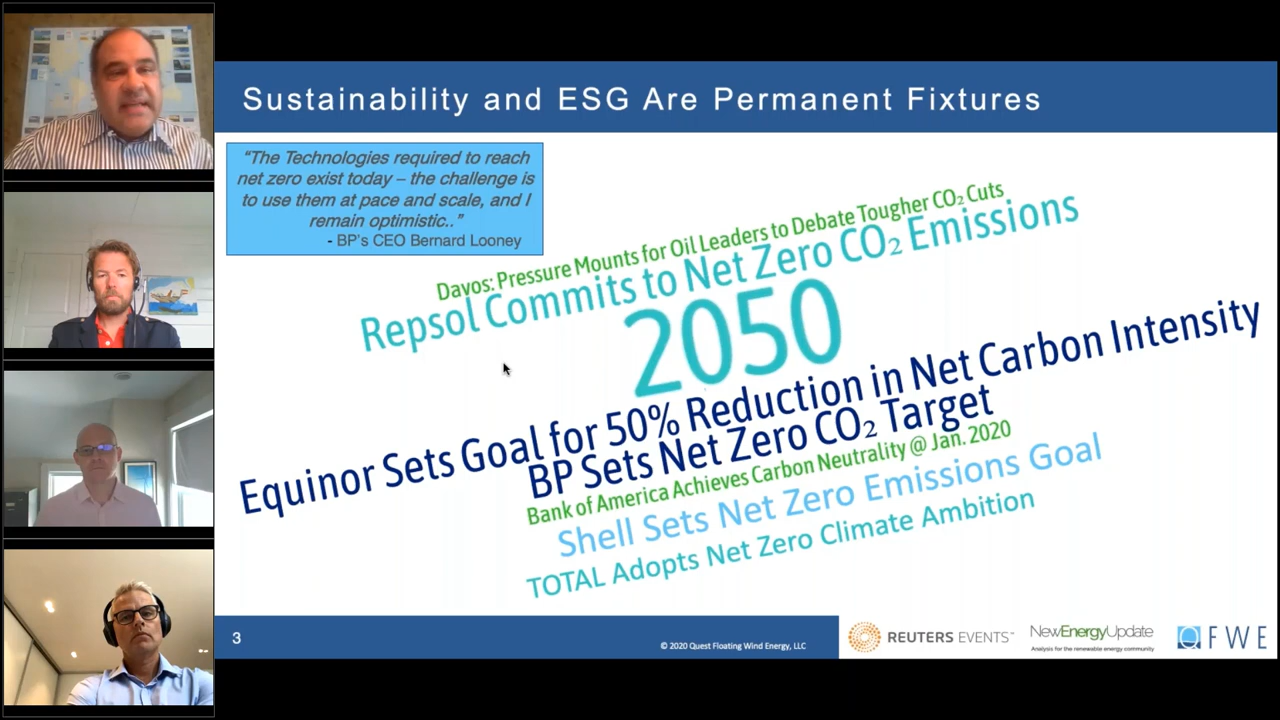 Sustainability and ESG Are Permanent Fixtures
“The Technologies required to reach
net zero exist today – the challenge is
to use them at pace and scale, and I
remain optimistic..”
- BP’s CEO Bernard Looney
Davos: Pressure Mounts for Oil Leaders to Debate Tougher CO₂ Cuts
Repsol Commits to Net Zero CO₂ Emissions
2050
Equinor Sets Goal for 50% Reduction in Net Carbon Intensity
BP Sets Net Zero CO₂ Target
Bank of America Achieves Carbon Neutrality @ Jan. 2020
Shell Sets Net Zero Emissions Goal
TOTAL Adopts Net Zero Climate Ambition
3
© 2020 Quest Floating Wind Energy, LLC
REUTERS EVENTS™
NewEnergyUpdate
Analysis for the renewable energy community
FWE